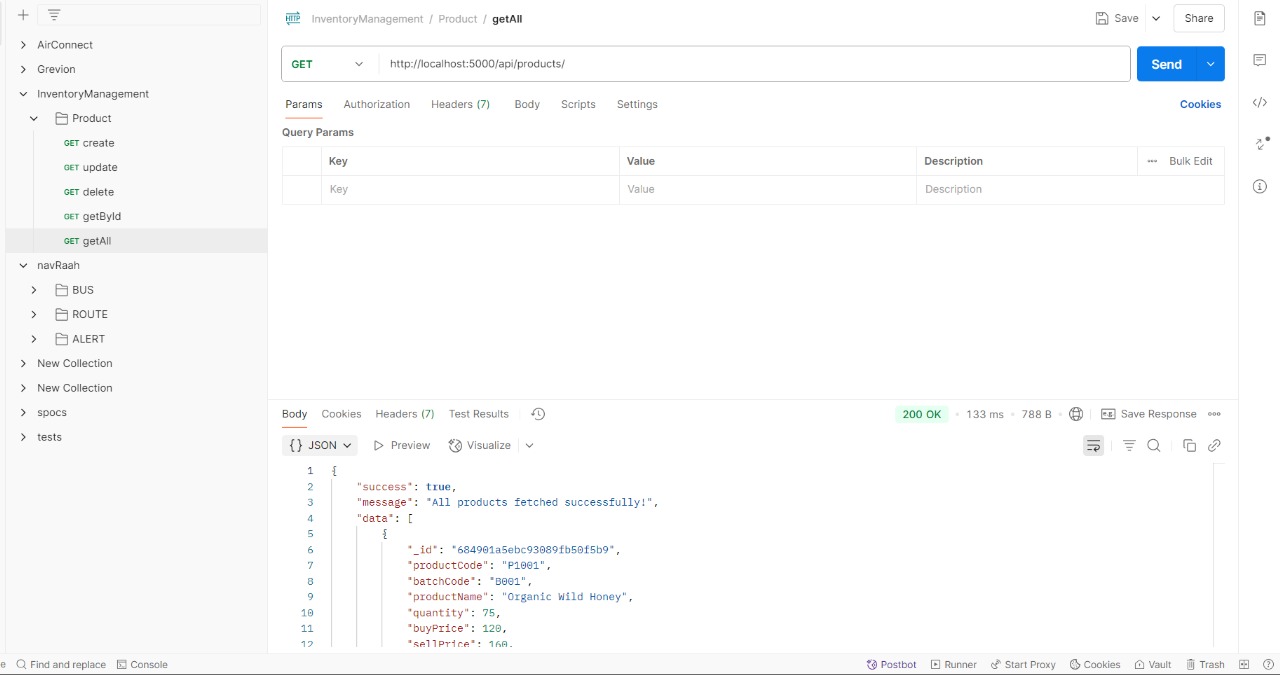 AirConnect
Grevion
InventoryManagement
Product
GET create
GET update
GET delete
GET getById
GET getAll
navRaah
BUS
ROUTE
ALERT
New Collection
New Collection
spocs
tests
HTTP InventoryManagement / Product / getAll
Save Share
GET http://localhost:5000/api/products/ Send
Params Authorization Headers (7) Body Scripts Settings Cookies
Query Params
Key Value Description ••• Bulk Edit
Key Value Description
Body Cookies Headers (7) Test Results 200 OK • 133 ms • 788 B Save Response •••
{} JSON Preview Visualize
1 {
2 "success": true,
3 "message": "All products fetched successfully!",
4 "data": [
5 {
6 "_id": "684901a5ebc93089fb50f5b9",
7 "productCode": "P1001",
8 "batchCode": "B001",
9 "productName": "Organic Wild Honey",
10 "quantity": 75,
11 "buyPrice": 120,
12 "sellPrice": 160,
e Find and replace Console Postbot Runner Start Proxy Cookies Vault Trash